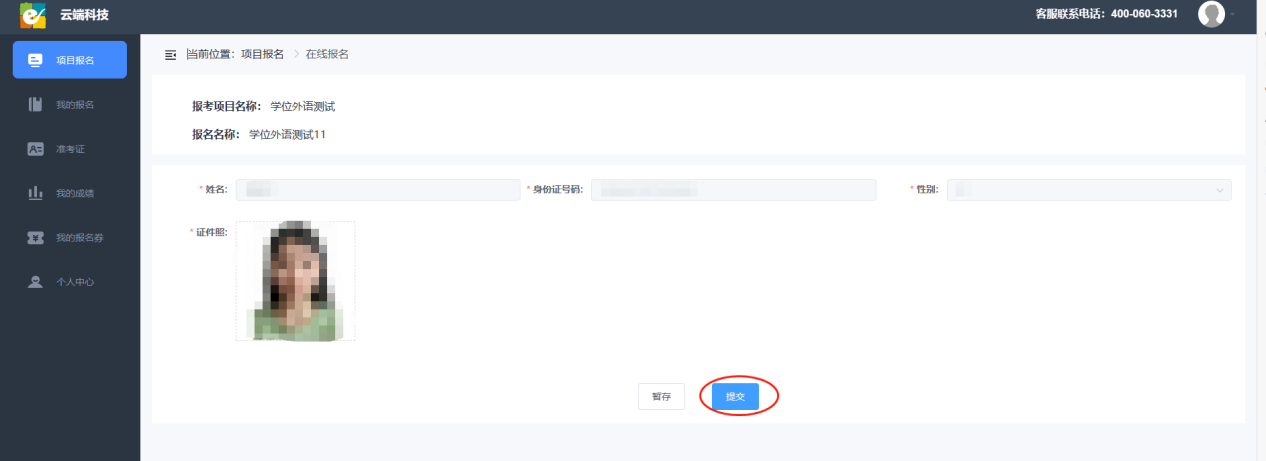 云端科技
客服联系电话：400-060-3331
当前位置：项目报名 > 在线报名
项目报名
我的报名
准考证
我的成绩
我的报名券
个人中心
报考项目名称： 学位外语测试
报名名称： 学位外语测试11
* 姓名:
* 身份证号码:
* 性别:
* 证件照:
暂存
提交